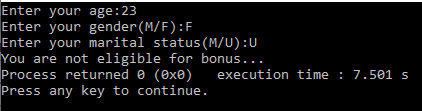 Enter your age:23
Enter your gender(M/F):F
Enter your marital status(M/U):U
You are not eligible for bonus...
Process returned 0 (0x0)   execution time : 7.501 s
Press any key to continue.